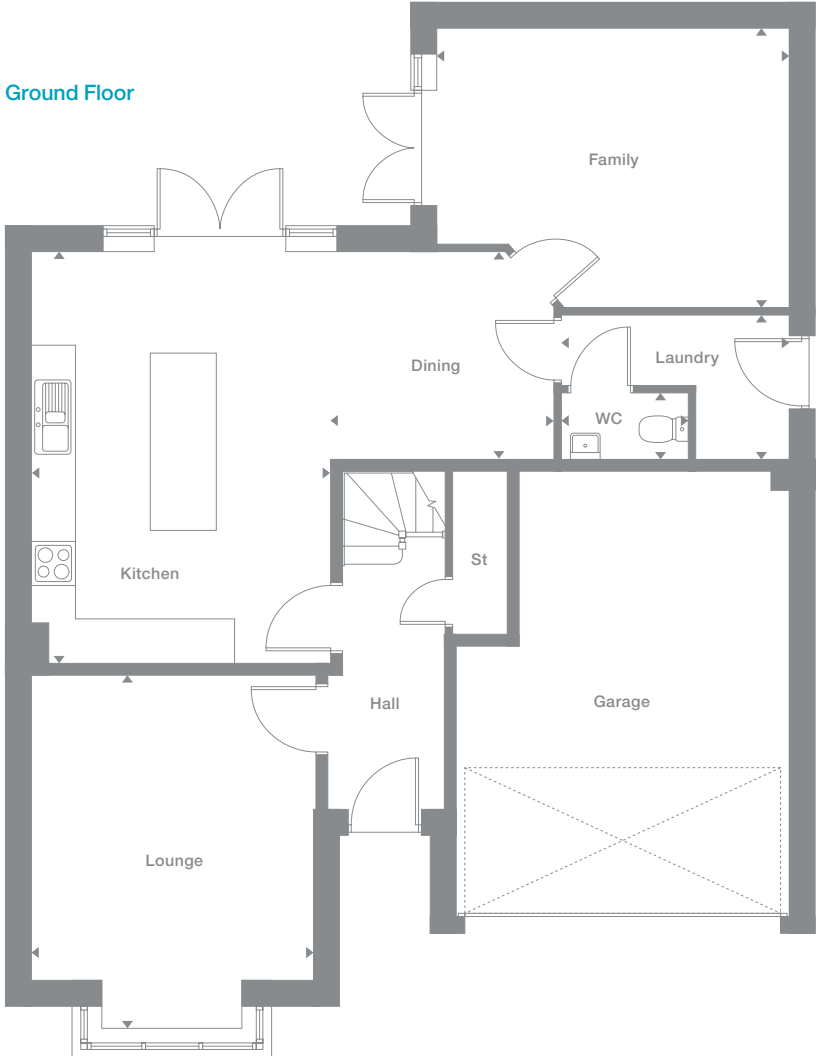 Ground Floor
Family
Dining
Laundry
WC
St
Kitchen
Hall
Garage
Lounge